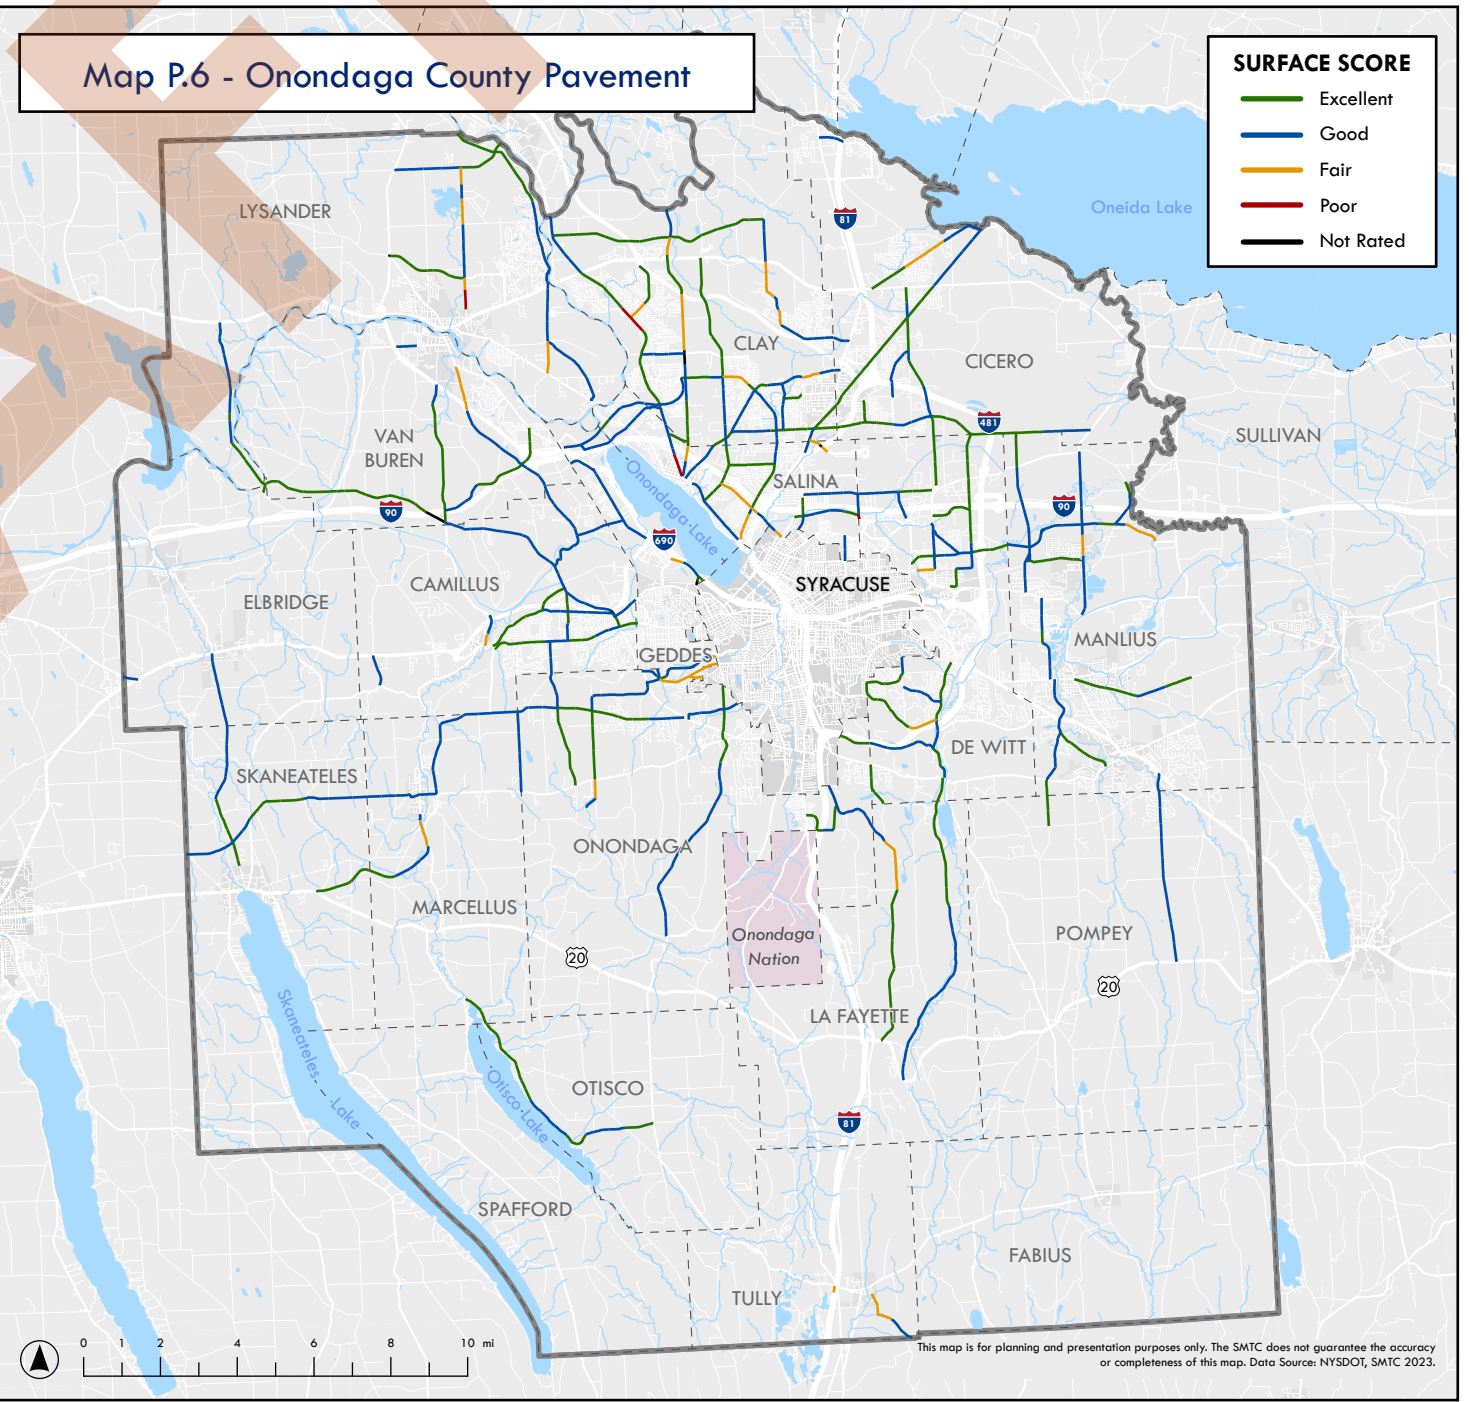 Map P.6 - Onondaga County Pavement
SURFACE SCORE
Excellent
Good
Fair
Poor
Not Rated
81
Oneida Lake
LYSANDER
CLAY
CICERO
481
SULLIVAN
VAN
BUREN
SALINA
Onondaga Lake
90
90
690
SYRACUSE
CAMILLUS
ELBRIDGE
MANLIUS
GEDDES
DE WITT
SKANEATELES
ONONDAGA
MARCELLUS
Onondaga
Nation
POMPEY
20
20
LA FAYETTE
Skaneateles
Lake
Otisco Lake
OTISCO
81
SPAFFORD
FABIUS
TULLY
0 1 2 4 6 8 10 mi
This map is for planning and presentation purposes only. The SMTC does not guarantee the accuracy
or completeness of this map. Data Source: NYSDOT, SMTC 2023.